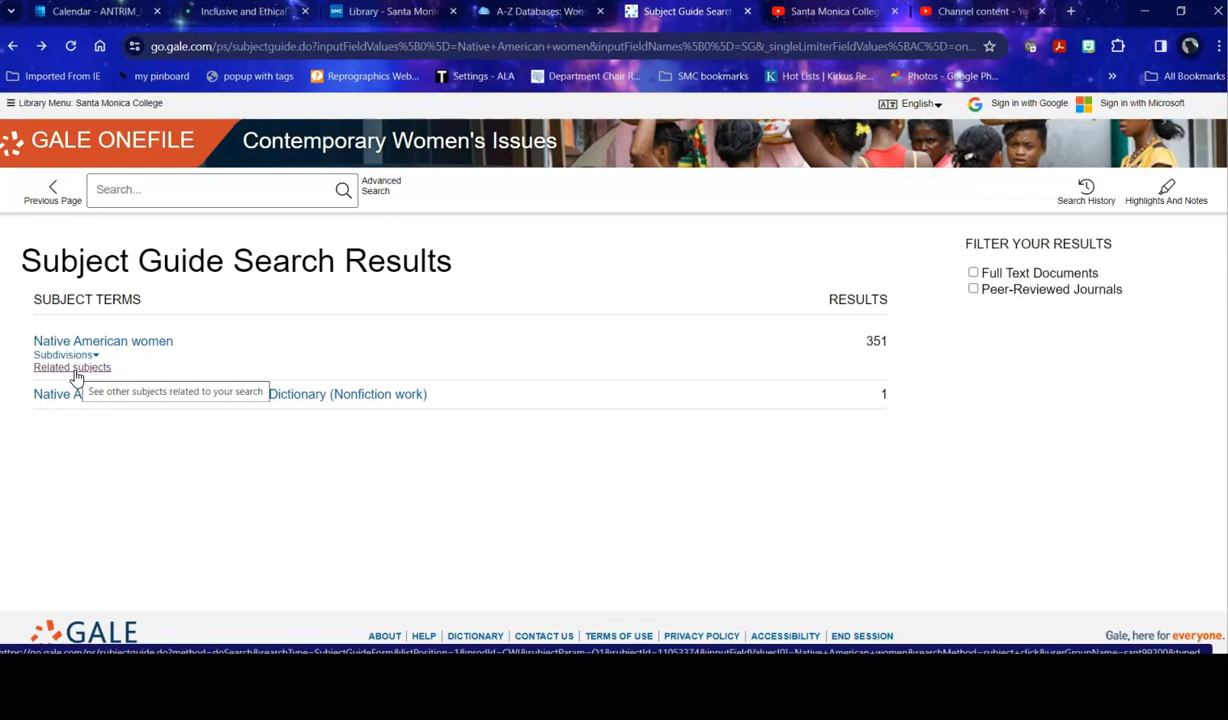 Calendar - ANTRIM_
Inclusive and Ethical
SMC Library - Santa Moni
A-Z Databases: Wom
Subject Guide Search
Santa Monica Colleg
Channel content - Yo
go.gale.com/ps/subjectguide.do?inputFieldValues%5B0%5D=Native+American+women&inputFieldNames%5B0%5D=SG&_singleLimiterFieldValues%5BAC%5D=on...
Imported From IE
my pinboard
popup with tags
Reprographics Web...
T Settings - ALA
Department Chair R...
SMC bookmarks
K Hot Lists | Kirkus Re...
Photos - Google Ph...
»
All Bookmarks
Library Menu: Santa Monica College
English
Sign in with Google
Sign in with Microsoft
GALE ONEFILE
Contemporary Women's Issues
Previous Page
Search...
Advanced
Search
Search History
Highlights And Notes
Subject Guide Search Results
FILTER YOUR RESULTS
Full Text Documents
Peer-Reviewed Journals
SUBJECT TERMS
RESULTS
Native American women
351
Subdivisions
Related subjects
See other subjects related to your search
Native A Dictionary (Nonfiction work)
1
GALE
ABOUT | HELP | DICTIONARY | CONTACT US | TERMS OF USE | PRIVACY POLICY | ACCESSIBILITY | END SESSION
Gale, here for everyone.